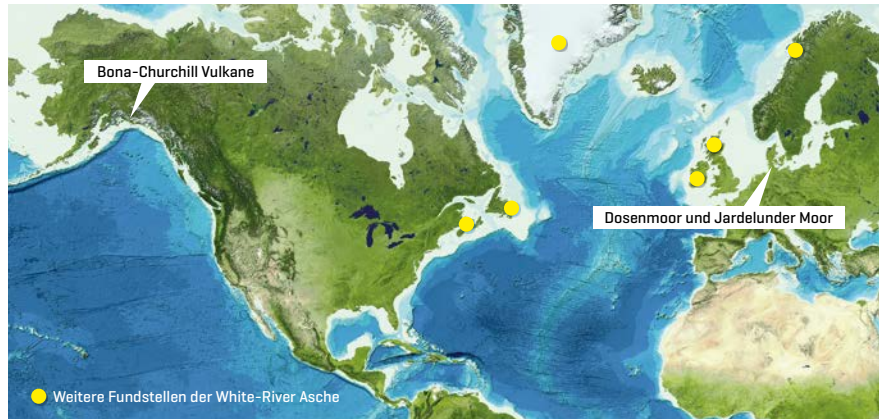 Bona-Churchill Vulkane
Dosenmoor und Jardelunder Moor
Weitere Fundstellen der White-River Asche